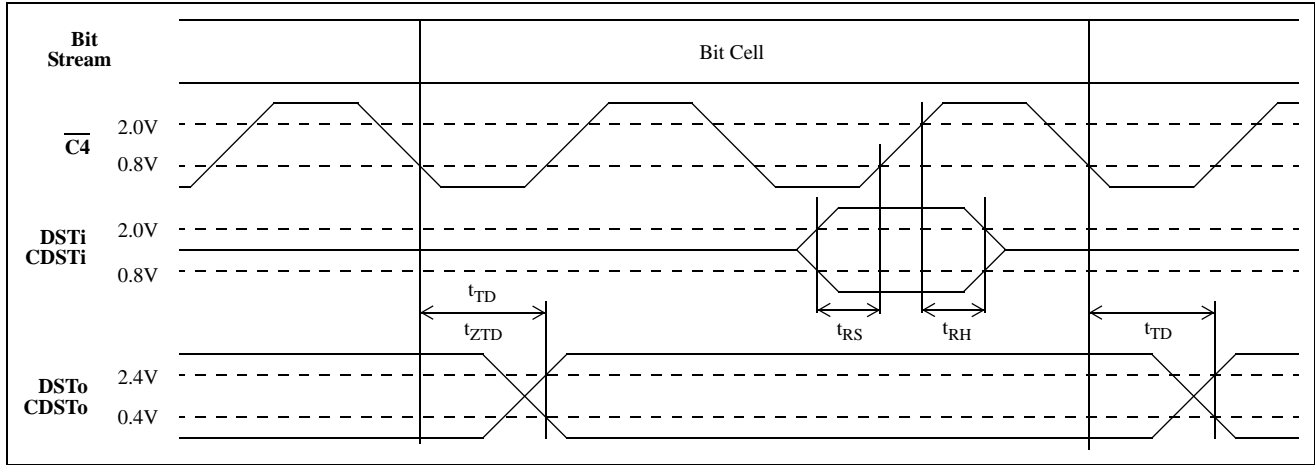 Bit
Stream
Bit Cell
C4
2.0V
0.8V
DSTi
CDSTi
2.0V
0.8V
tTD
tZTD
tRS
tRH
tTD
DSTo
CDSTo
2.4V
0.4V